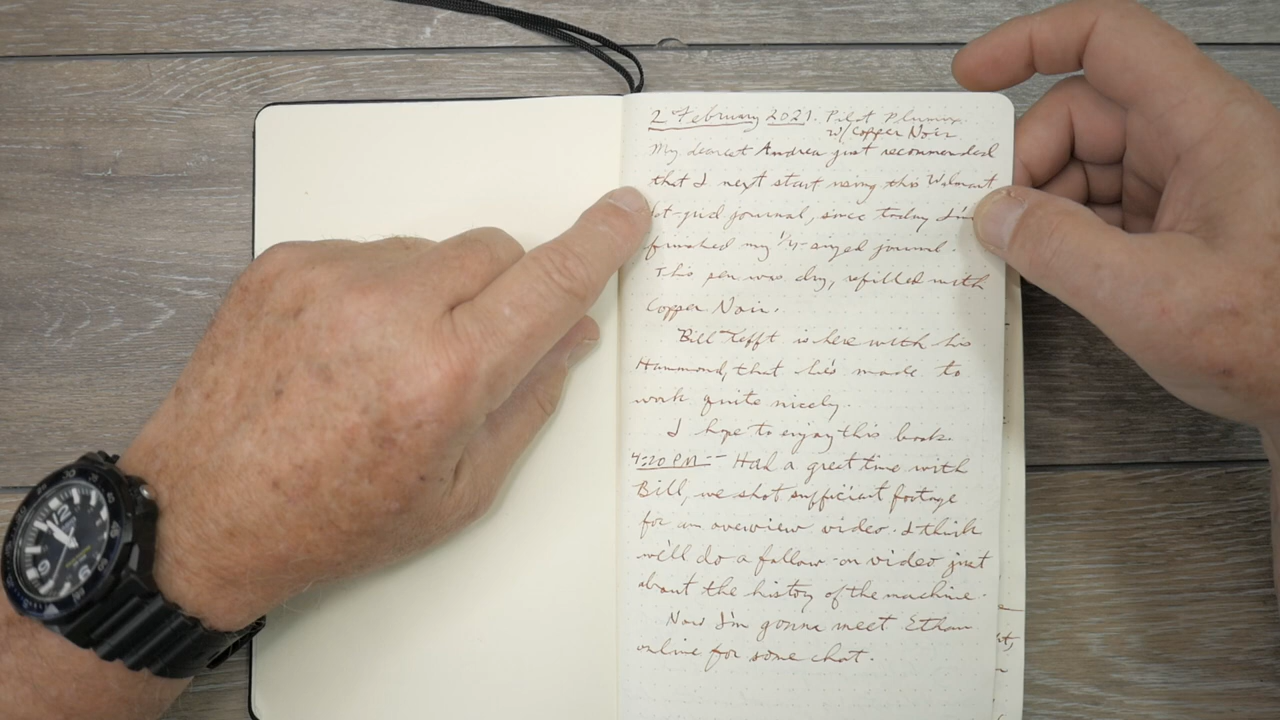 2 February 2021. Pilot Plumix
w/Copper Noir
My dearest Andrea just recommended
that I next start using this Walmart
dot-grid journal, since today I'm
finished my 1/4-sized journal.
This pen was dry, refilled with
Copper Noir.
Bill Tefft is here with his
Hammond, that he's made to
work quite nicely.
I hope to enjoy this book.
4:20 PM -- Had a great time with
Bill, we shot sufficient footage
for an overview video. I think
we'll do a follow-on video just
about the history of the machine.
Now I'm gonna meet Ethan
online for some chat.